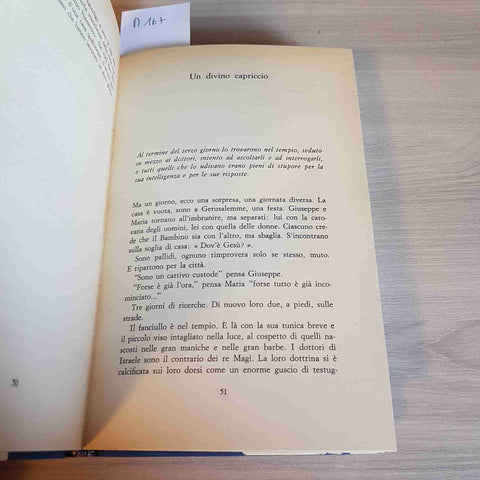 n 167
Un divino capriccio
Al termine del terzo giorno lo trovarono nel tempio, seduto
in mezzo ai dottori, intento ad ascoltarli e ad interrogarli,
e tutti quelli che lo udivano erano pieni di stupore per la
sua intelligenza e per le sue risposte.
Ma un giorno, ecco una sorpresa, una giornata diversa. La
casa è vuota, sono a Gerusalemme, una festa. Giuseppe e
Maria tornano all'imbrunire, ma separati: lui con la caro-
vana degli uomini, lei con quella delle donne. Ciascuno cre-
de che il Bambino sia con l'altro, ma sbaglia. S'incontrano
sulla soglia di casa: « Dov'è Gesù? ».
Sono pallidi, ognuno rimprovera solo se stesso, muto.
E ripartono per la città.
"Sono un cattivo custode" pensa Giuseppe.
"Forse è già l'ora," pensa Maria "forse tutto è già inco-
minciato..."
Tre giorni di ricerche. Di nuovo loro due, a piedi, sulle
strade.
Il fanciullo è nel tempio. È là con la sua tunica breve e
il piccolo viso intagliato nella luce, al cospetto di quelli na-
scosti nelle gran maniche e nelle gran barbe. I dottori di
Israele sono il contrario dei re Magi. La loro dottrina si è
calcificata sui loro dorsi come un enorme guscio di testug-
51
50